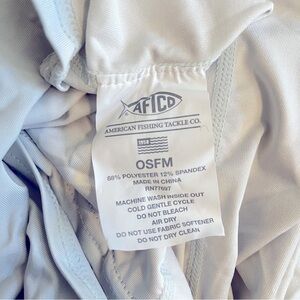 AFTCO
AMERICAN FISHING TACKLE CO.
OSFM
88% POLYESTER 12% SPANDEX
MADE IN CHINA
RN77697
MACHINE WASH INSIDE OUT
COLD GENTLE CYCLE
DO NOT BLEACH
AIR DRY
DO NOT USE FABRIC SOFTENER
DO NOT DRY CLEAN